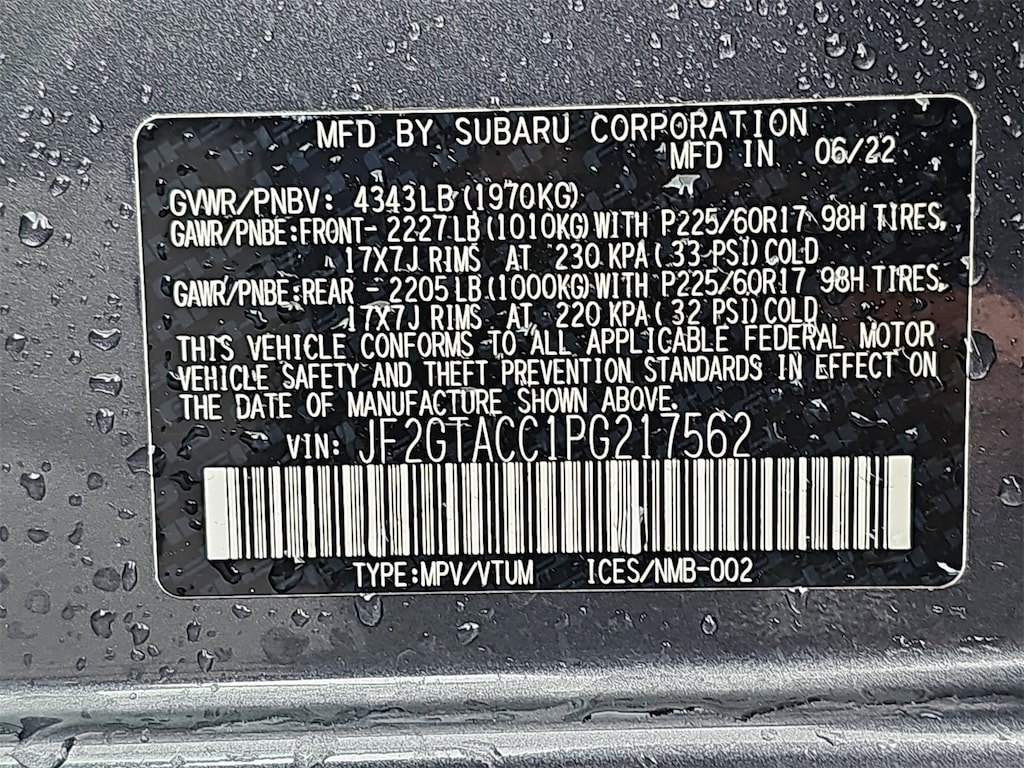 MFD BY SUBARU CORPORATION
MFD IN 06/22
GVWR/PNBV: 4343LB (1970KG)
GAWR/PNBE:FRONT- 2227LB (1010KG) WITH P225/60R17 98H TIRES,
17X7J RIMS AT 230 KPA ( 33 PSI) COLD
GAWR/PNBE:REAR - 2205LB (1000KG) WITH P225/60R17 98H TIRES,
17X7J RIMS AT 220 KPA ( 32 PSI) COLD
THIS VEHICLE CONFORMS TO ALL APPLICABLE FEDERAL MOTOR
VEHICLE SAFETY AND THEFT PREVENTION STANDARDS IN EFFECT ON
THE DATE OF MANUFACTURE SHOWN ABOVE.
VIN: JF2GTACC1PG217562
TYPE:MPV/VTUM ICES/NMB-002